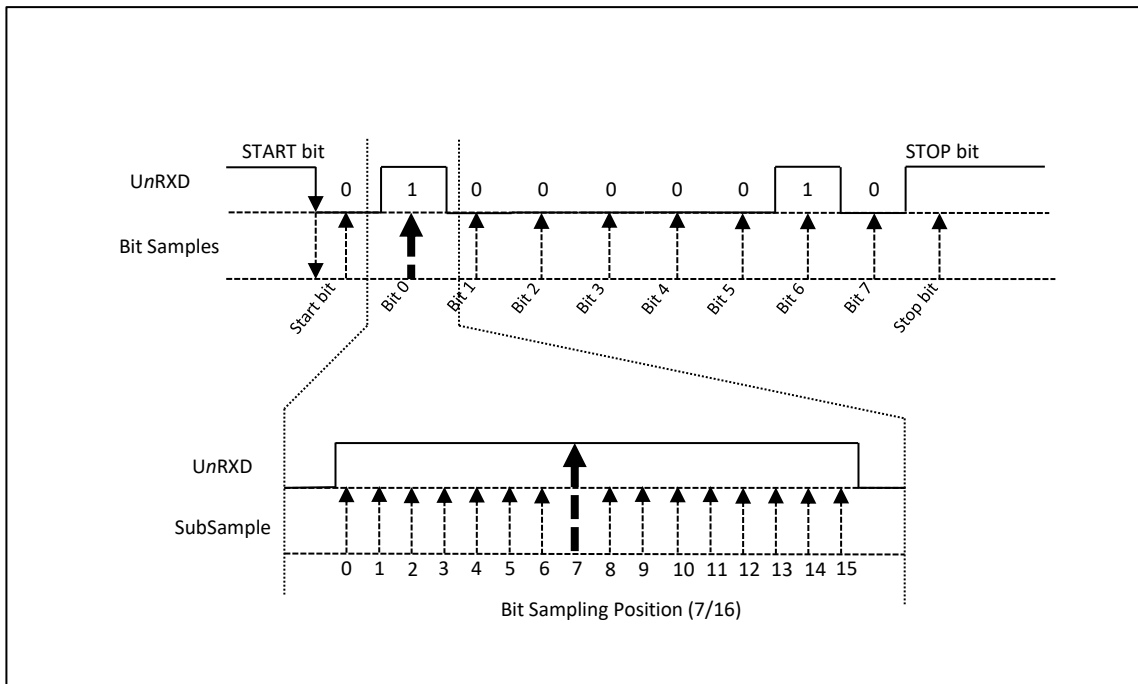 START bit STOP bit
UnRXD 0 1 0 0 0 0 0 1 0
Bit Samples
Start bit Bit 0 Bit 1 Bit 2 Bit 3 Bit 4 Bit 5 Bit 6 Bit 7 Stop bit
UnRXD
SubSample
0 1 2 3 4 5 6 7 8 9 10 11 12 13 14 15
Bit Sampling Position (7/16)